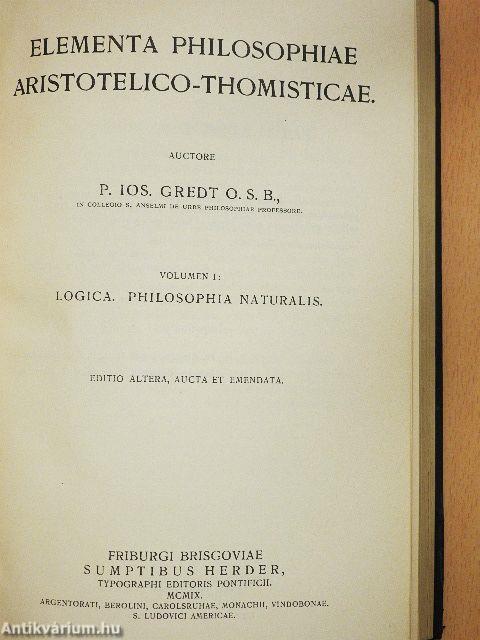 ELEMENTA PHILOSOPHIAE
ARISTOTELICO-THOMISTICAE.
AUCTORE
P. IOS. GREDT O. S. B.,
IN COLLEGIO S. ANSELMI DE URBE PHILOSOPHIAE PROFESSORE.
VOLUMEN I:
LOGICA. PHILOSOPHIA NATURALIS.
EDITIO ALTERA, AUCTA ET EMENDATA.
FRIBURGI BRISGOVIAE
SUMPTIBUS HERDER,
TYPOGRAPHI EDITORIS PONTIFICII.
MCMIX.
ARGENTORATI, BEROLINI, CAROLSRUHAE, MONACHII, VINDOBONAE.
S. LUDOVICI AMERICAE.
Antikvárium.hu